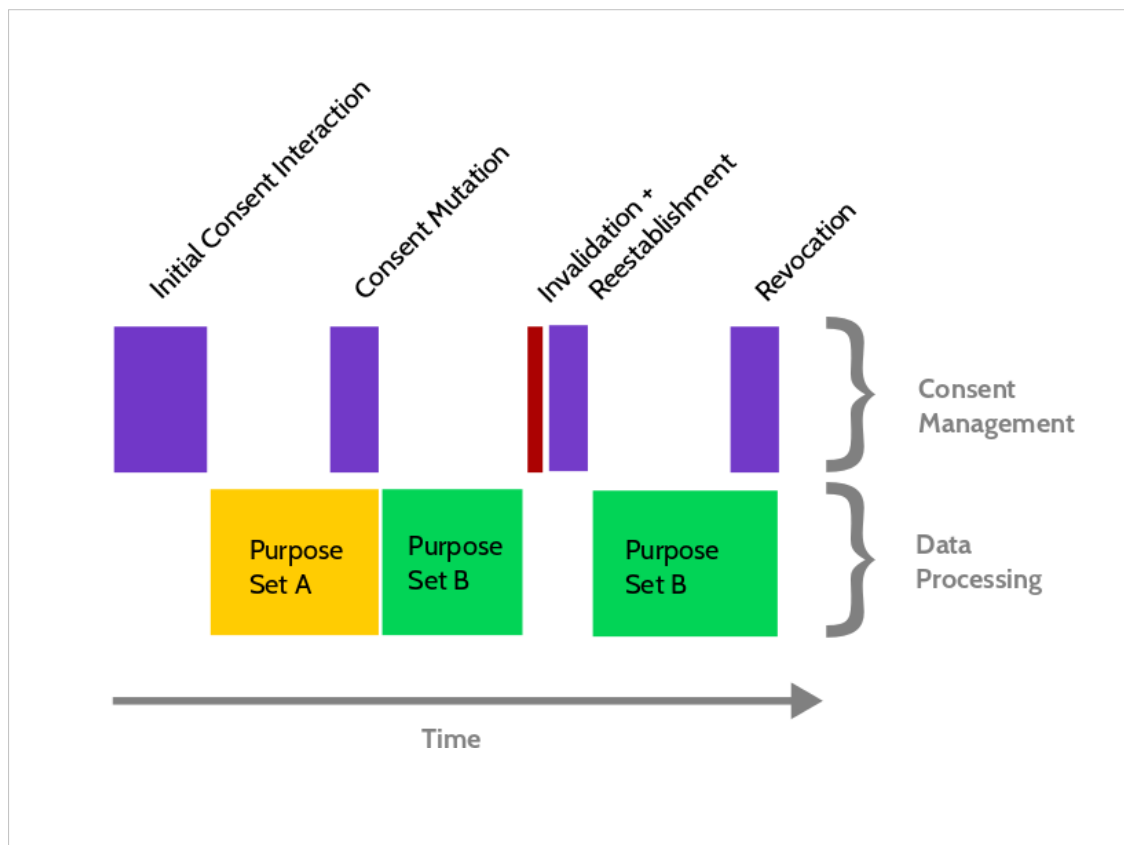 Initial Consent Interaction
Consent Mutation
Invalidation +
Reestablishment
Revocation
Consent
Management
Purpose
Set A
Purpose
Set B
Purpose
Set B
Data
Processing
Time